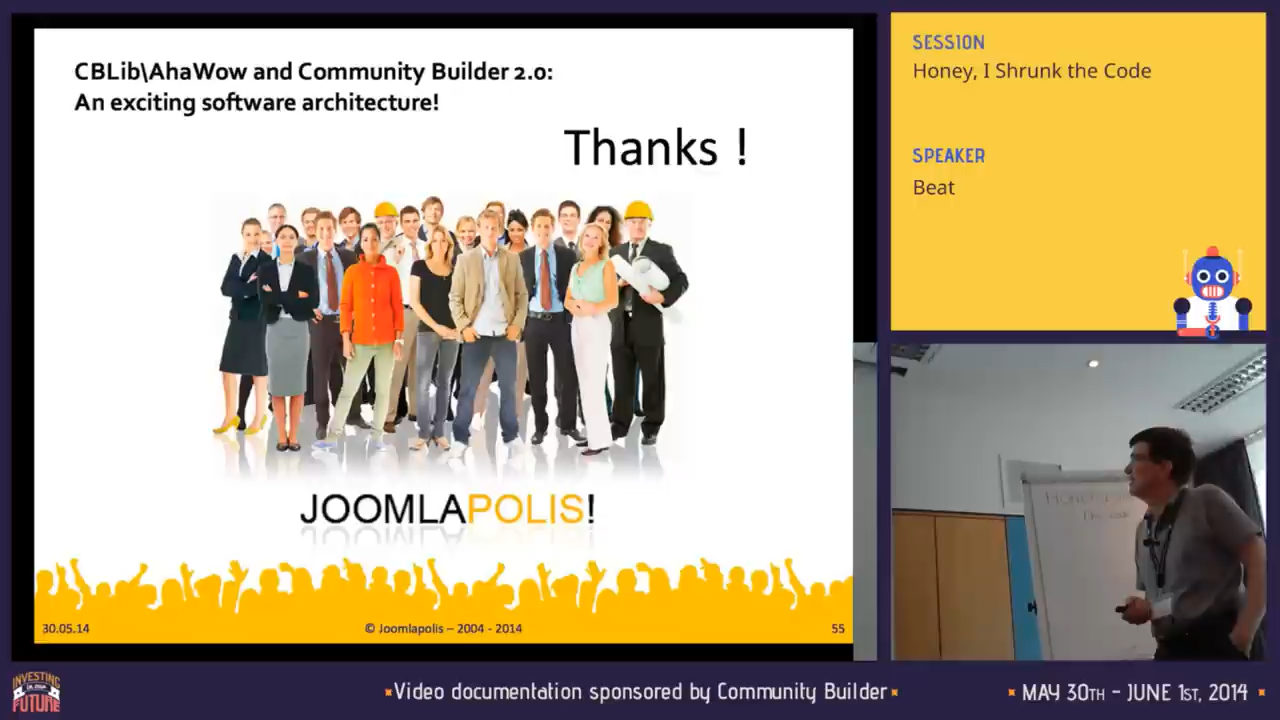 CBLib\AhaWow and Community Builder 2.0:
An exciting software architecture!
Thanks !
JOOMLAPOLIS!
30.05.14
© Joomlapolis – 2004 - 2014
55
SESSION
Honey, I Shrunk the Code
SPEAKER
Beat
INVESTING
IN OUR
FUTURE
Video documentation sponsored by Community Builder
MAY 30TH - JUNE 1ST, 2014